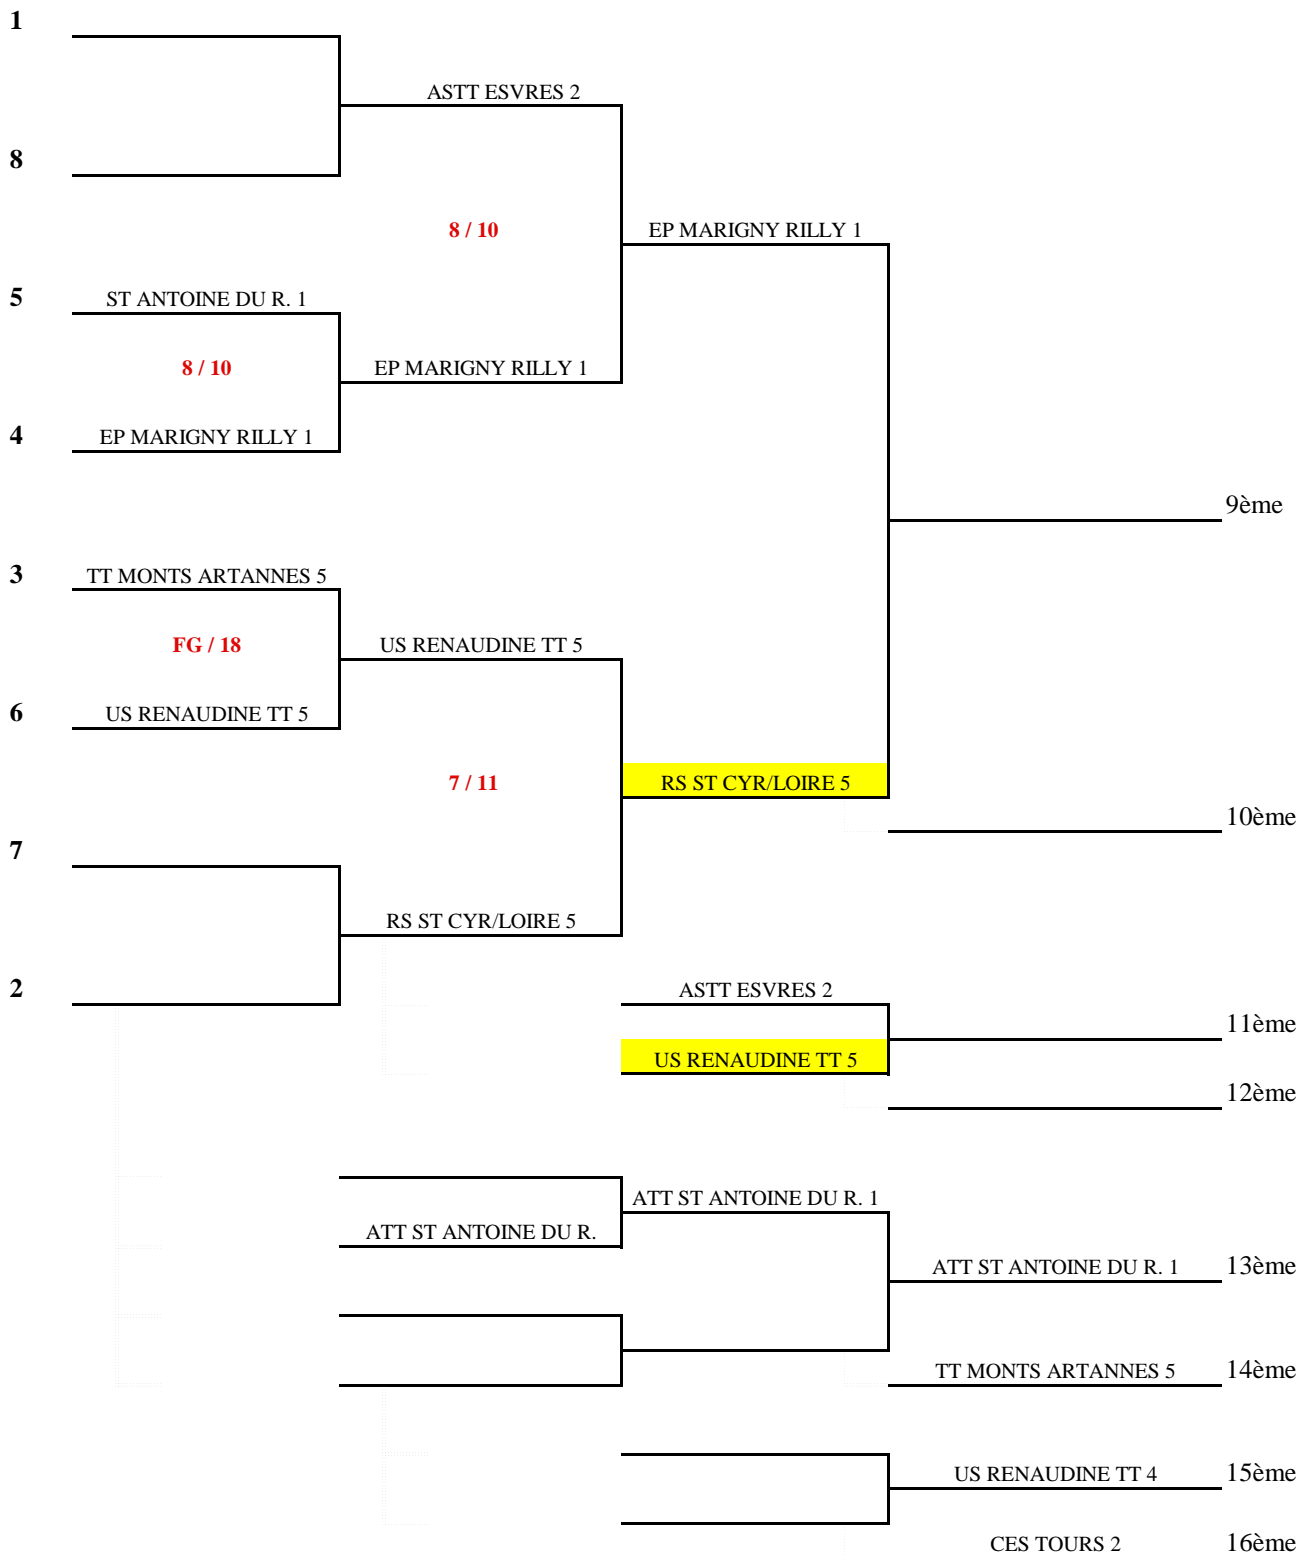 1
ASTT ESVRES 2
8
8 / 10
EP MARIGNY RILLY 1
5
ST ANTOINE DU R. 1
8 / 10
EP MARIGNY RILLY 1
4
EP MARIGNY RILLY 1
9ème
3
TT MONTS ARTANNES 5
FG / 18
US RENAUDINE TT 5
6
US RENAUDINE TT 5
7 / 11
RS ST CYR/LOIRE 5
10ème
7
RS ST CYR/LOIRE 5
2
ASTT ESVRES 2
11ème
US RENAUDINE TT 5
12ème
ATT ST ANTOINE DU R. 1
ATT ST ANTOINE DU R.
ATT ST ANTOINE DU R. 1
13ème
TT MONTS ARTANNES 5
14ème
US RENAUDINE TT 4
15ème
CES TOURS 2
16ème